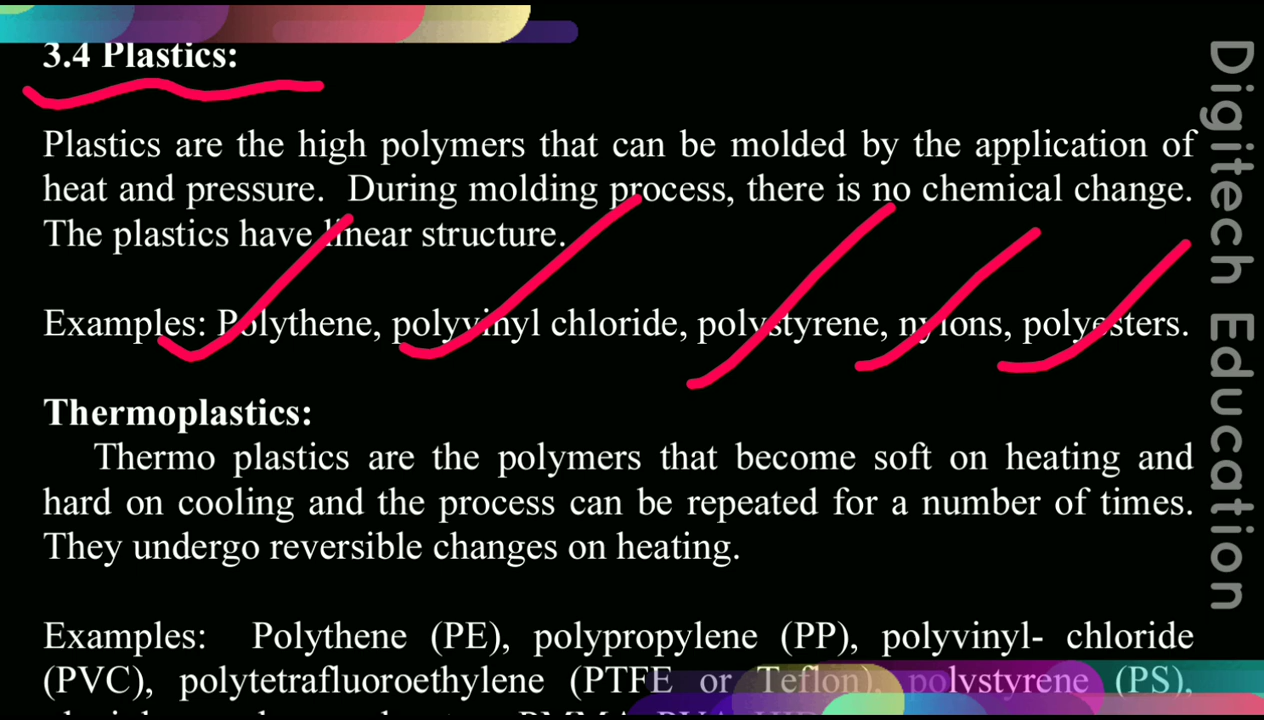 3.4 Plastics:
Plastics are the high polymers that can be molded by the application of
heat and pressure. During molding process, there is no chemical change.
The plastics have linear structure.
Examples: Polythene, polyvinyl chloride, polystyrene, nylons, polyesters.
Thermoplastics:
Thermo plastics are the polymers that become soft on heating and
hard on cooling and the process can be repeated for a number of times.
They undergo reversible changes on heating.
Examples: Polythene (PE), polypropylene (PP), polyvinyl- chloride
(PVC), polytetrafluoroethylene (PTFE or Teflon), polystyrene (PS),
Digitech Education